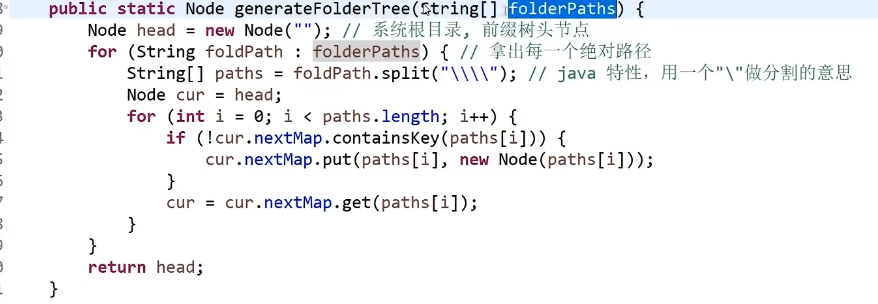 public static Node generateFolderTree(String[] folderPaths) {
Node head = new Node(""); // 系统根目录, 前缀树头节点
for (String foldPath : folderPaths) { // 拿出每一个绝对路径
String[] paths = foldPath.split("\\\\"); // java 特性，用一个"\"做分割的意思
Node cur = head;
for (int i = 0; i < paths.length; i++) {
if (!cur.nextMap.containsKey(paths[i])) {
cur.nextMap.put(paths[i], new Node(paths[i]));
}
cur = cur.nextMap.get(paths[i]);
}
}
return head;
}